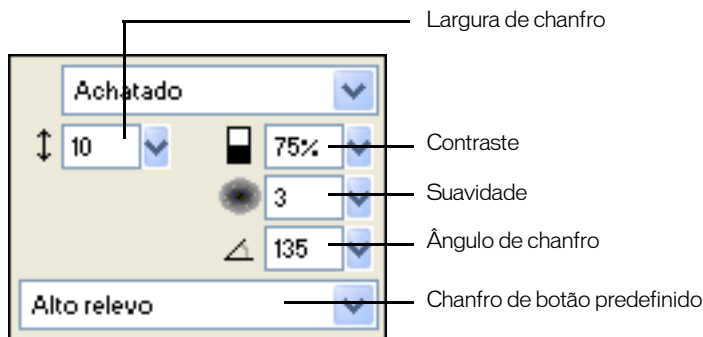 Largura de chanfro
Achatado
10
75%
Contraste
3
Suavidade
135
Ângulo de chanfro
Alto relevo
Chanfro de botão predefinido